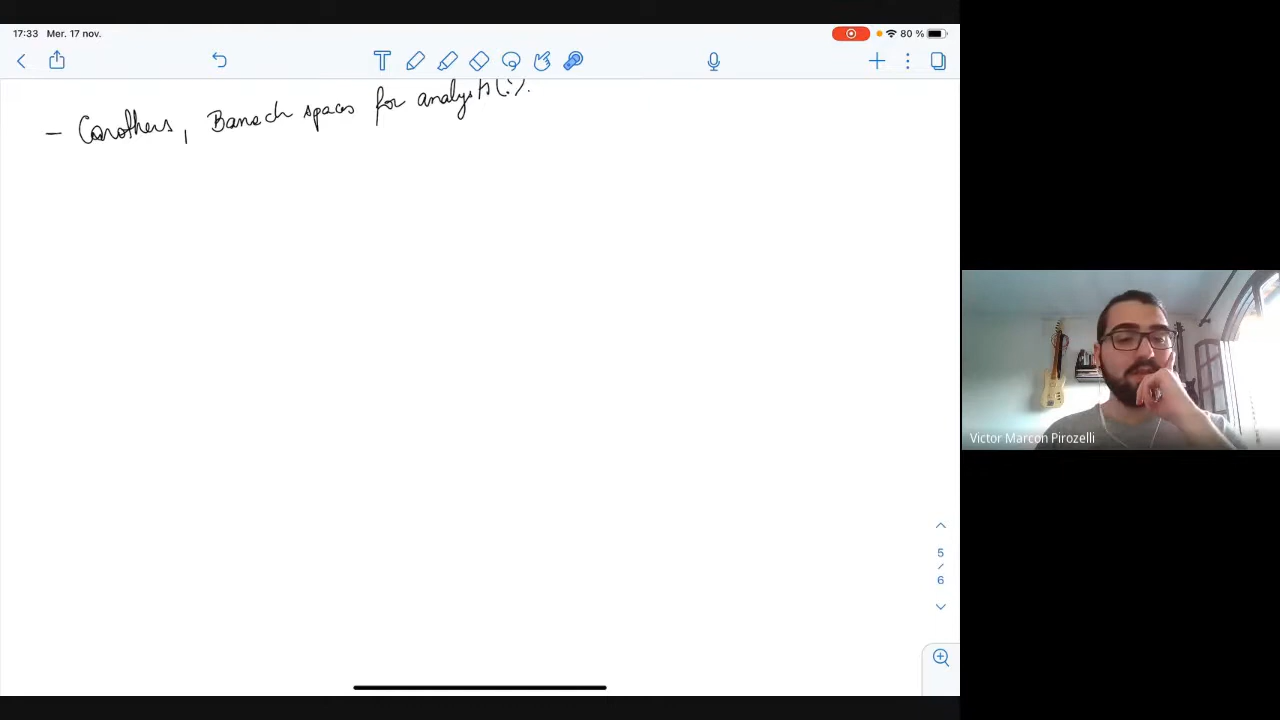 17:33 Mer. 17 nov.
80 %
T
- Carothers, Banach spaces for analysts(?).
Victor Marcon Pirozelli
5
/
6